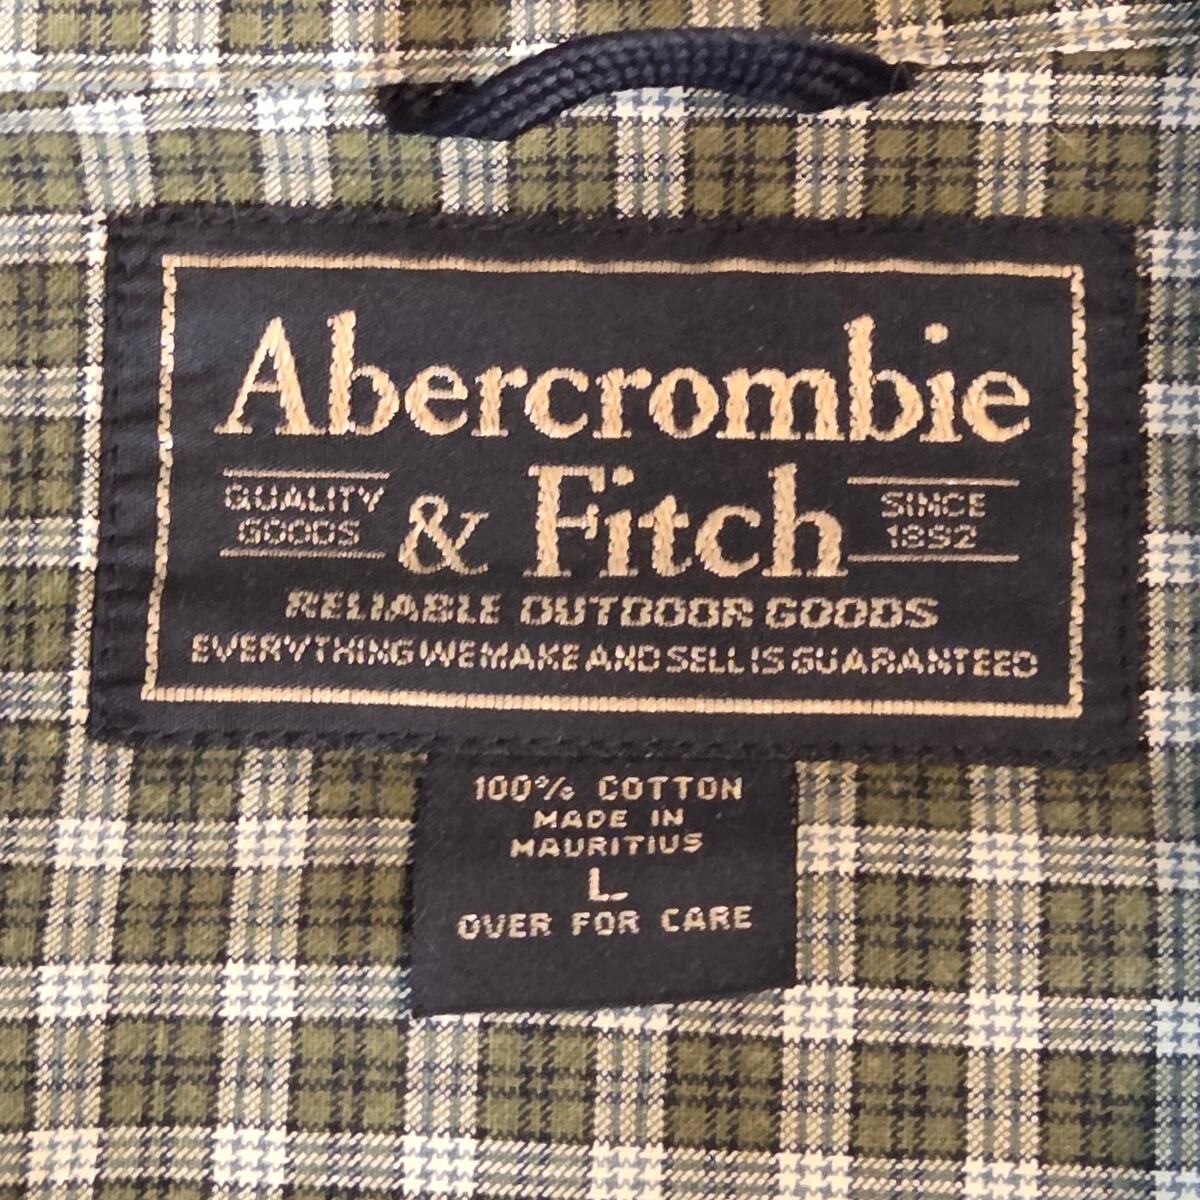 Abercrombie
QUALITY
GOODS
& Fitch
SINCE
1892
RELIABLE OUTDOOR GOODS
EVERYTHING WE MAKE AND SELL IS GUARANTEED
100% COTTON
MADE IN
MAURITIUS
L
OVER FOR CARE